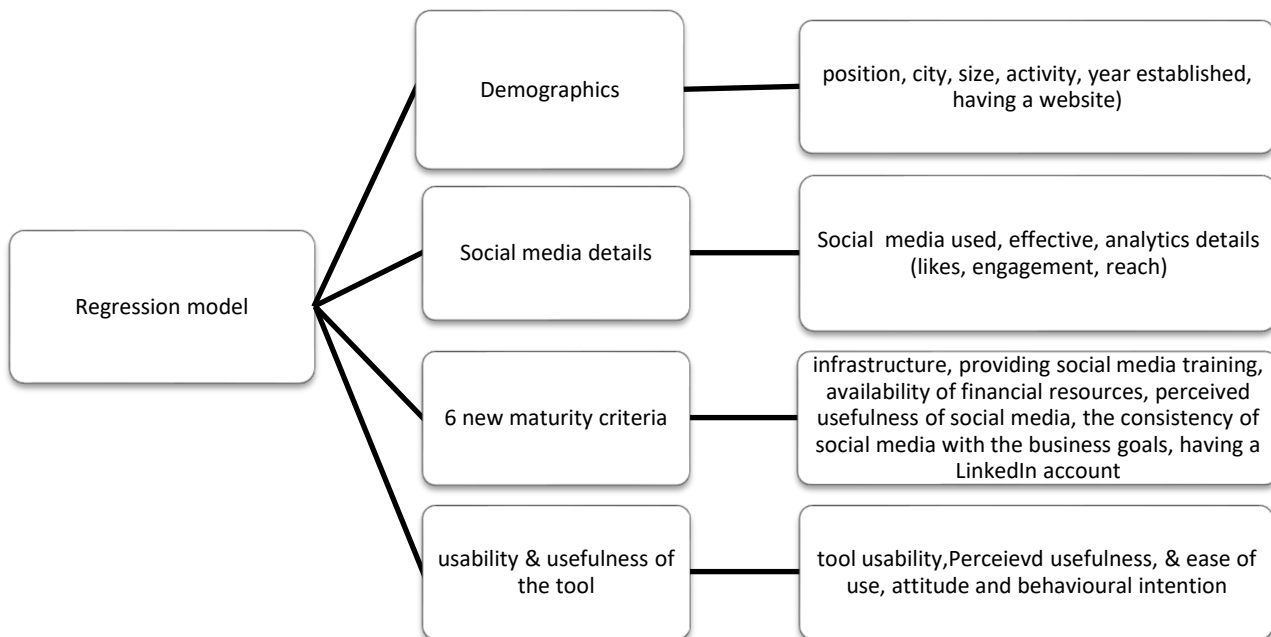 Regression model
Demographics
position, city, size, activity, year established,
having a website)
Social media details
Social  media used, effective, analytics details
(likes, engagement, reach)
6 new maturity criteria
infrastructure, providing social media training,
availability of financial resources, perceived
usefulness of social media, the consistency of
social media with the business goals, having a
LinkedIn account
usability & usefulness of
the tool
tool usability,Perceievd usefulness, & ease of
use, attitude and behavioural intention